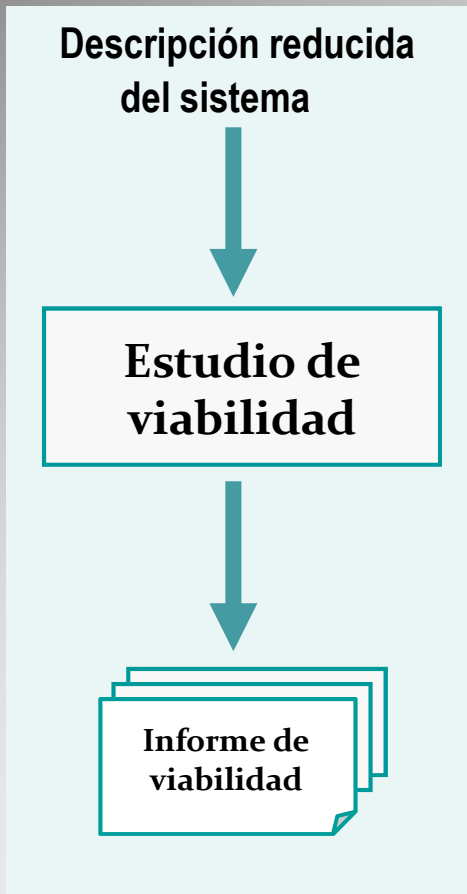 Descripción reducida
del sistema
Estudio de
viabilidad
Informe de
viabilidad